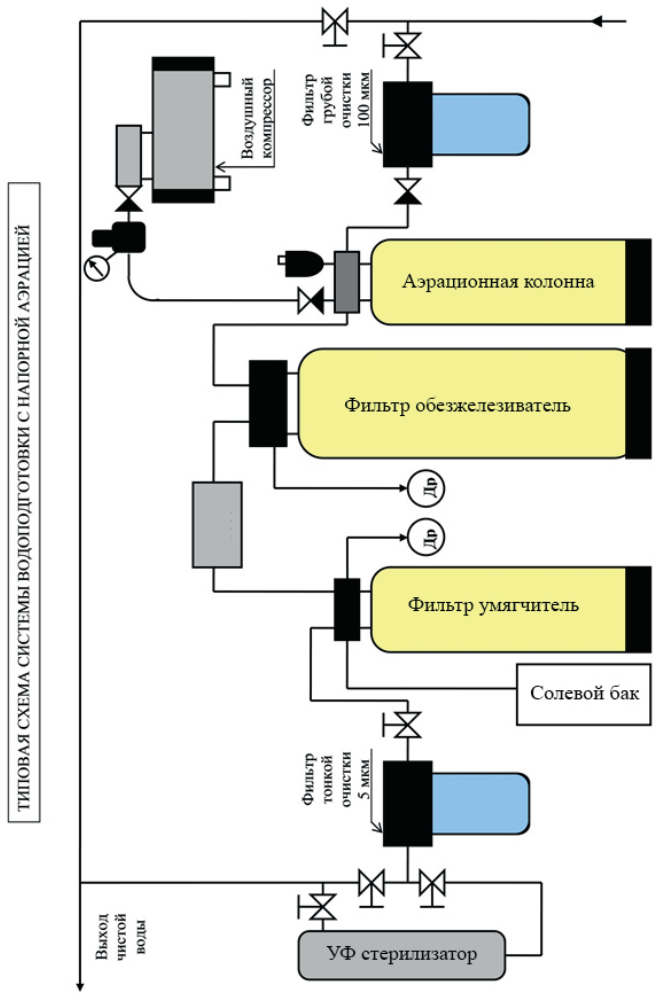 ТИПОВАЯ СХЕМА СИСТЕМЫ ВОДОПОДГОТОВКИ С НАПОРНОЙ АЭРАЦИЕЙ
Воздушный
компрессор
Фильтр
грубой
очистки
100 мкм
Аэрационная колонна
Фильтр обезжелезиватель
Др
Др
Фильтр умягчитель
Солевой бак
Фильтр
тонкой
очистки
5 мкм
Выход
чистой
воды
УФ стерилизатор